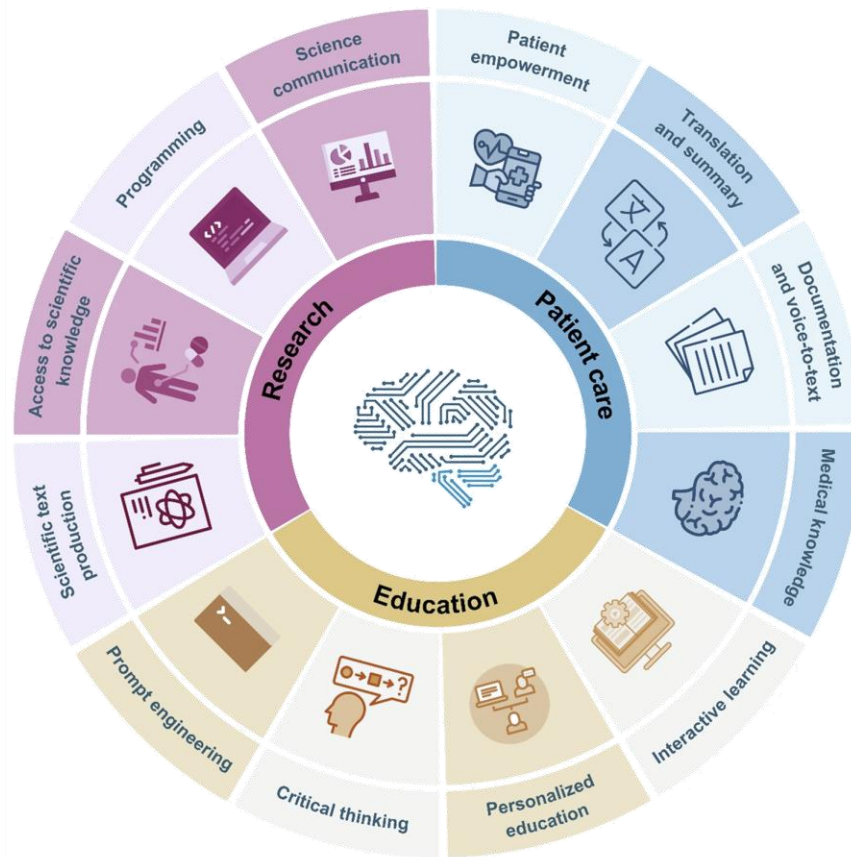 Science
communication
Patient
empowerment
Translation
and summary
Documentation
and voice-to-text
Medical knowledge
Interactive learning
Personalized
education
Critical thinking
Prompt engineering
Scientific text
production
Access to scientific
knowledge
Programming
Research
Patient care
Education
文
A